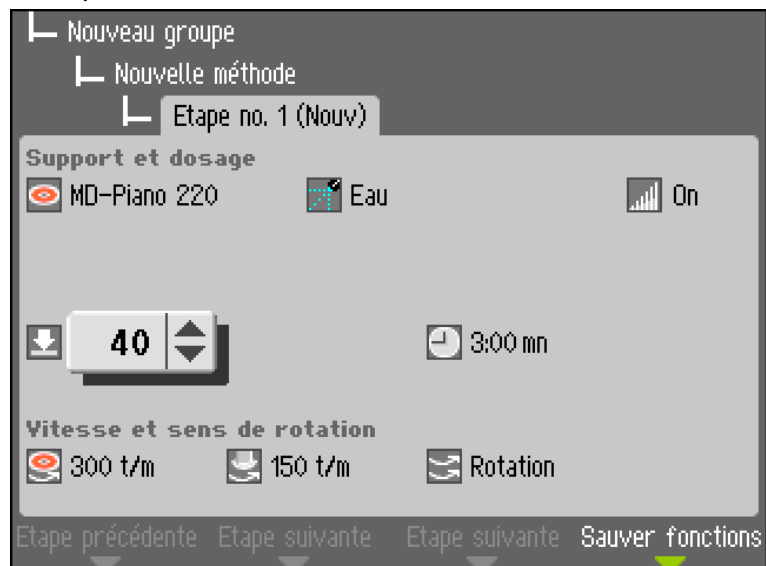 Nouveau groupe
Nouvelle méthode
Etape no. 1 (Nouv)
Support et dosage
MD-Piano 220 Eau On
40 3:00 mn
Vitesse et sens de rotation
300 t/m 150 t/m Rotation
Etape précédente Etape suivante Etape suivante Sauver fonctions